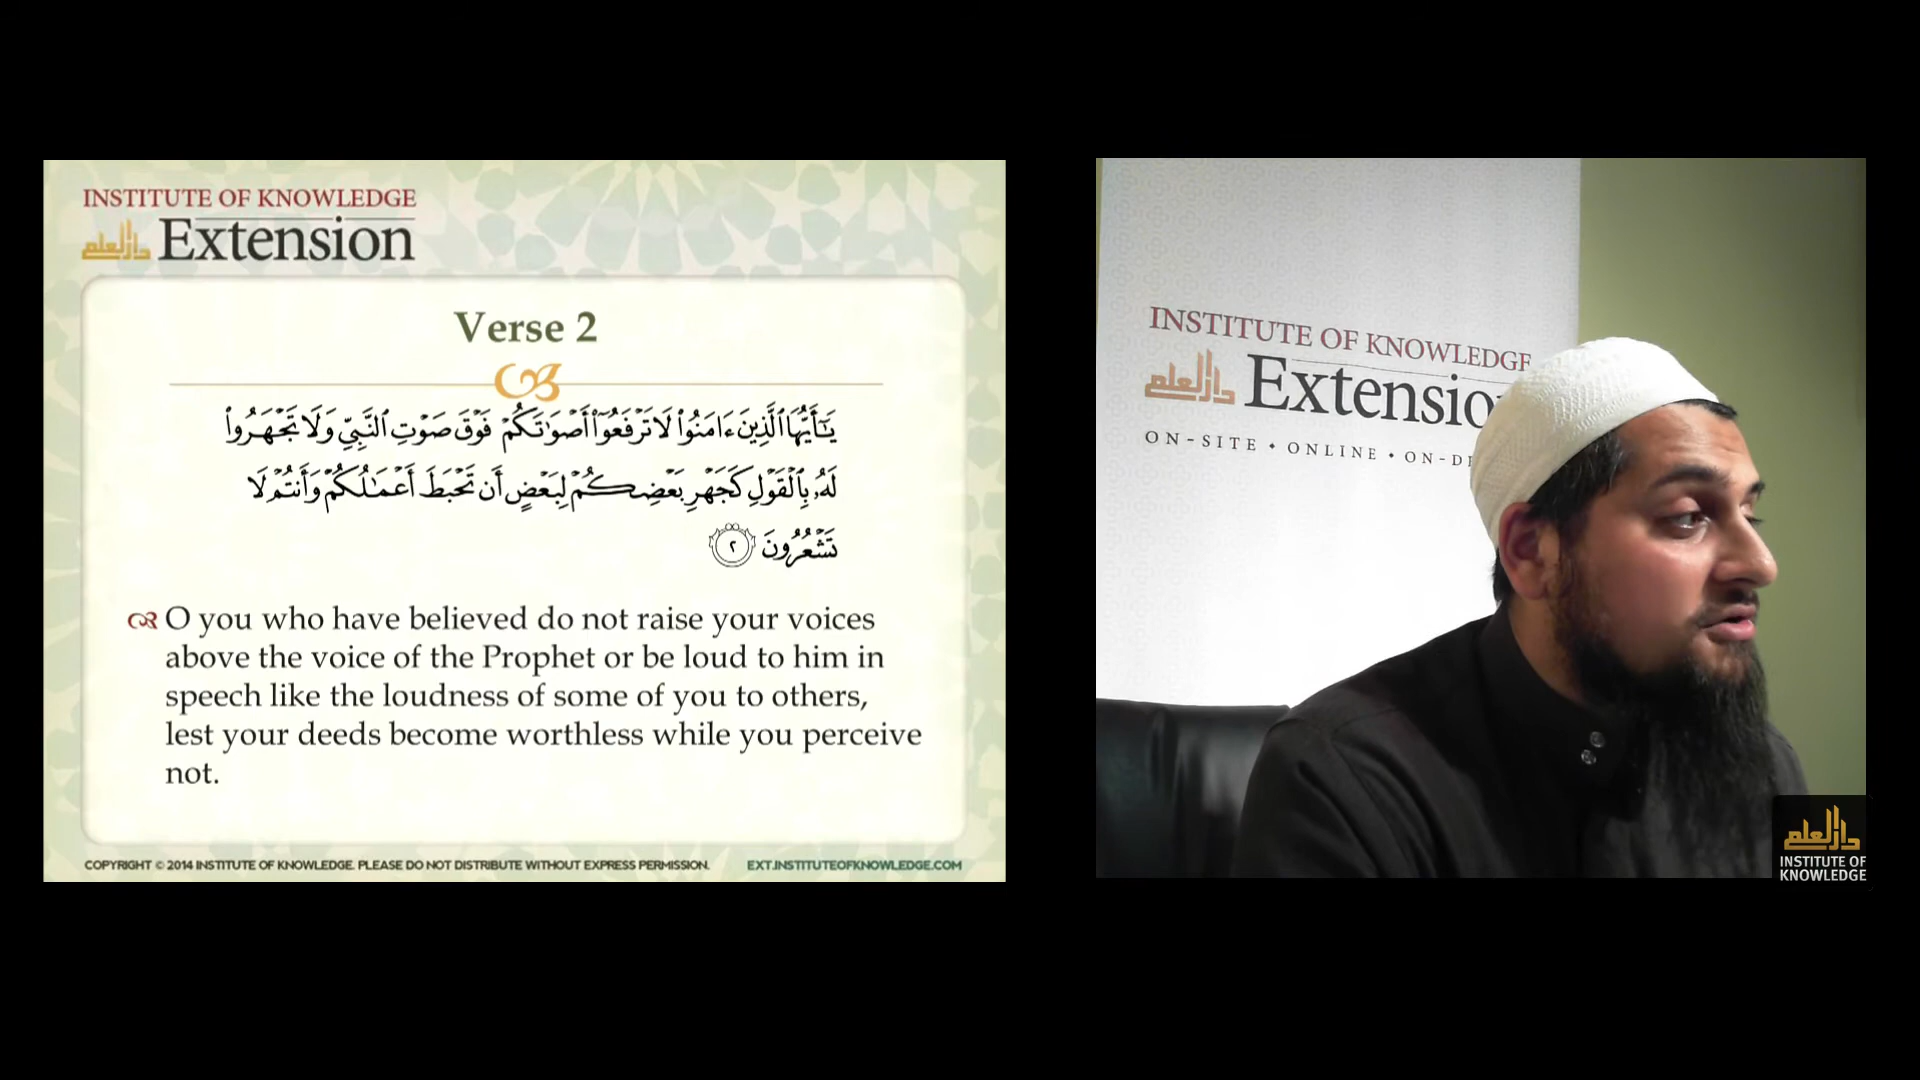 INSTITUTE OF KNOWLEDGE
دار العلم Extension
Verse 2
يَـٰٓأَيُّهَا ٱلَّذِينَ ءَامَنُوا۟ لَا تَرْفَعُوٓا۟ أَصْوَٰتَكُمْ فَوْقَ صَوْتِ ٱلنَّبِىِّ وَلَا تَجْهَرُوا۟
لَهُۥ بِٱلْقَوْلِ كَجَهْرِ بَعْضِكُمْ لِبَعْضٍ أَن تَحْبَطَ أَعْمَـٰلُكُمْ وَأَنتُمْ لَا
تَشْعُرُونَ ٢
O you who have believed do not raise your voices
above the voice of the Prophet or be loud to him in
speech like the loudness of some of you to others,
lest your deeds become worthless while you perceive
not.
COPYRIGHT © 2014 INSTITUTE OF KNOWLEDGE. PLEASE DO NOT DISTRIBUTE WITHOUT EXPRESS PERMISSION. EXT.INSTITUTEOFKNOWLEDGE.COM
INSTITUTE OF KNOWLEDGE
دار العلم Extensio
ON-SITE • ONLINE • ON-DE
دار العلم
INSTITUTE OF
KNOWLEDGE